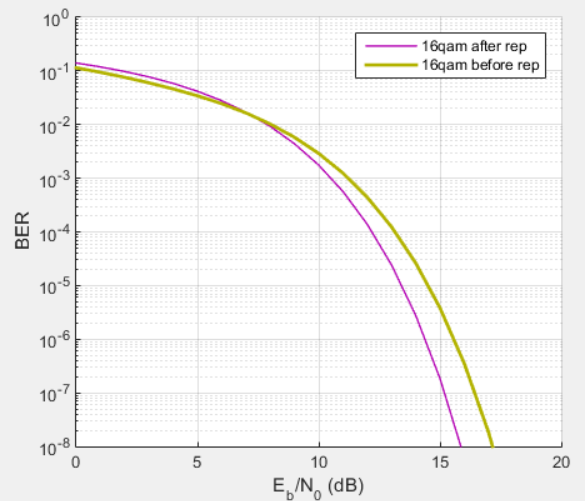 10^0
16qam after rep
16qam before rep
10^-1
10^-2
10^-3
10^-4
10^-5
10^-6
10^-7
10^-8
BER
0 5 10 15 20
E_b/N_0 (dB)